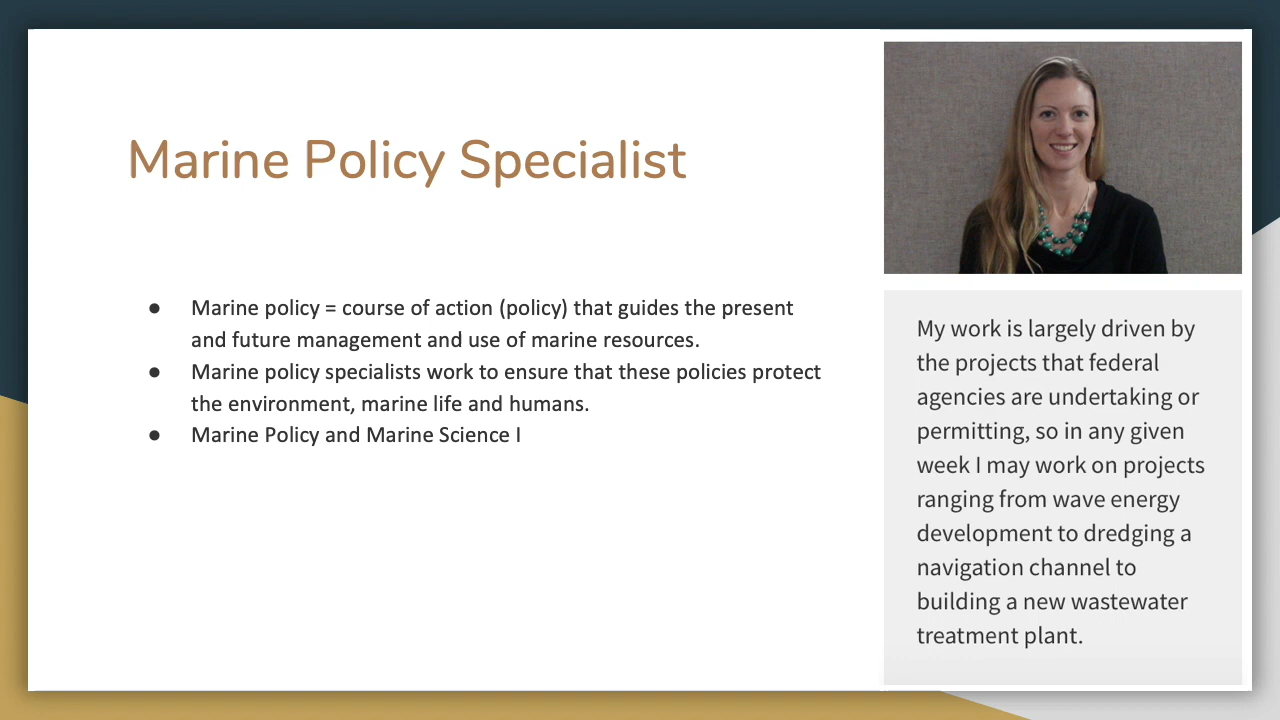 Marine Policy Specialist
● Marine policy = course of action (policy) that guides the present
and future management and use of marine resources.
● Marine policy specialists work to ensure that these policies protect
the environment, marine life and humans.
● Marine Policy and Marine Science I
My work is largely driven by
the projects that federal
agencies are undertaking or
permitting, so in any given
week I may work on projects
ranging from wave energy
development to dredging a
navigation channel to
building a new wastewater
treatment plant.